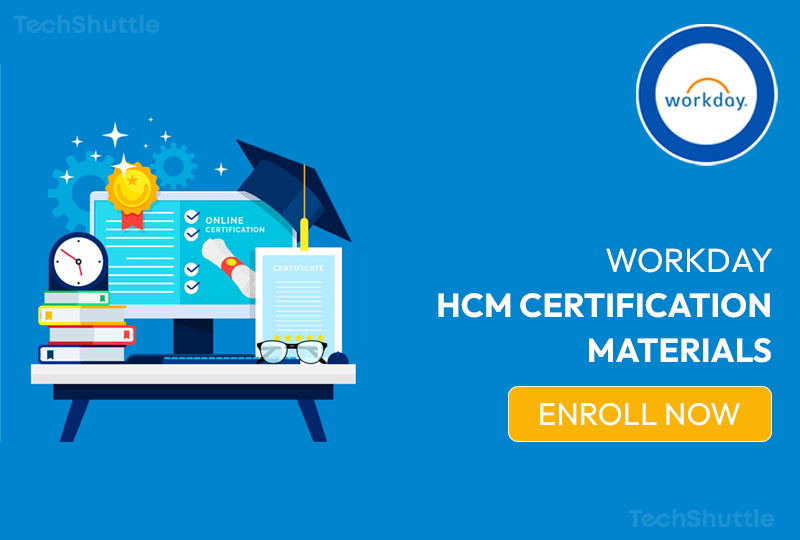 TechShuttle
workday.
ONLINE
CERTIFICATION
CERTIFICATE
WORKDAY
HCM CERTIFICATION
MATERIALS
ENROLL NOW
TechShuttle